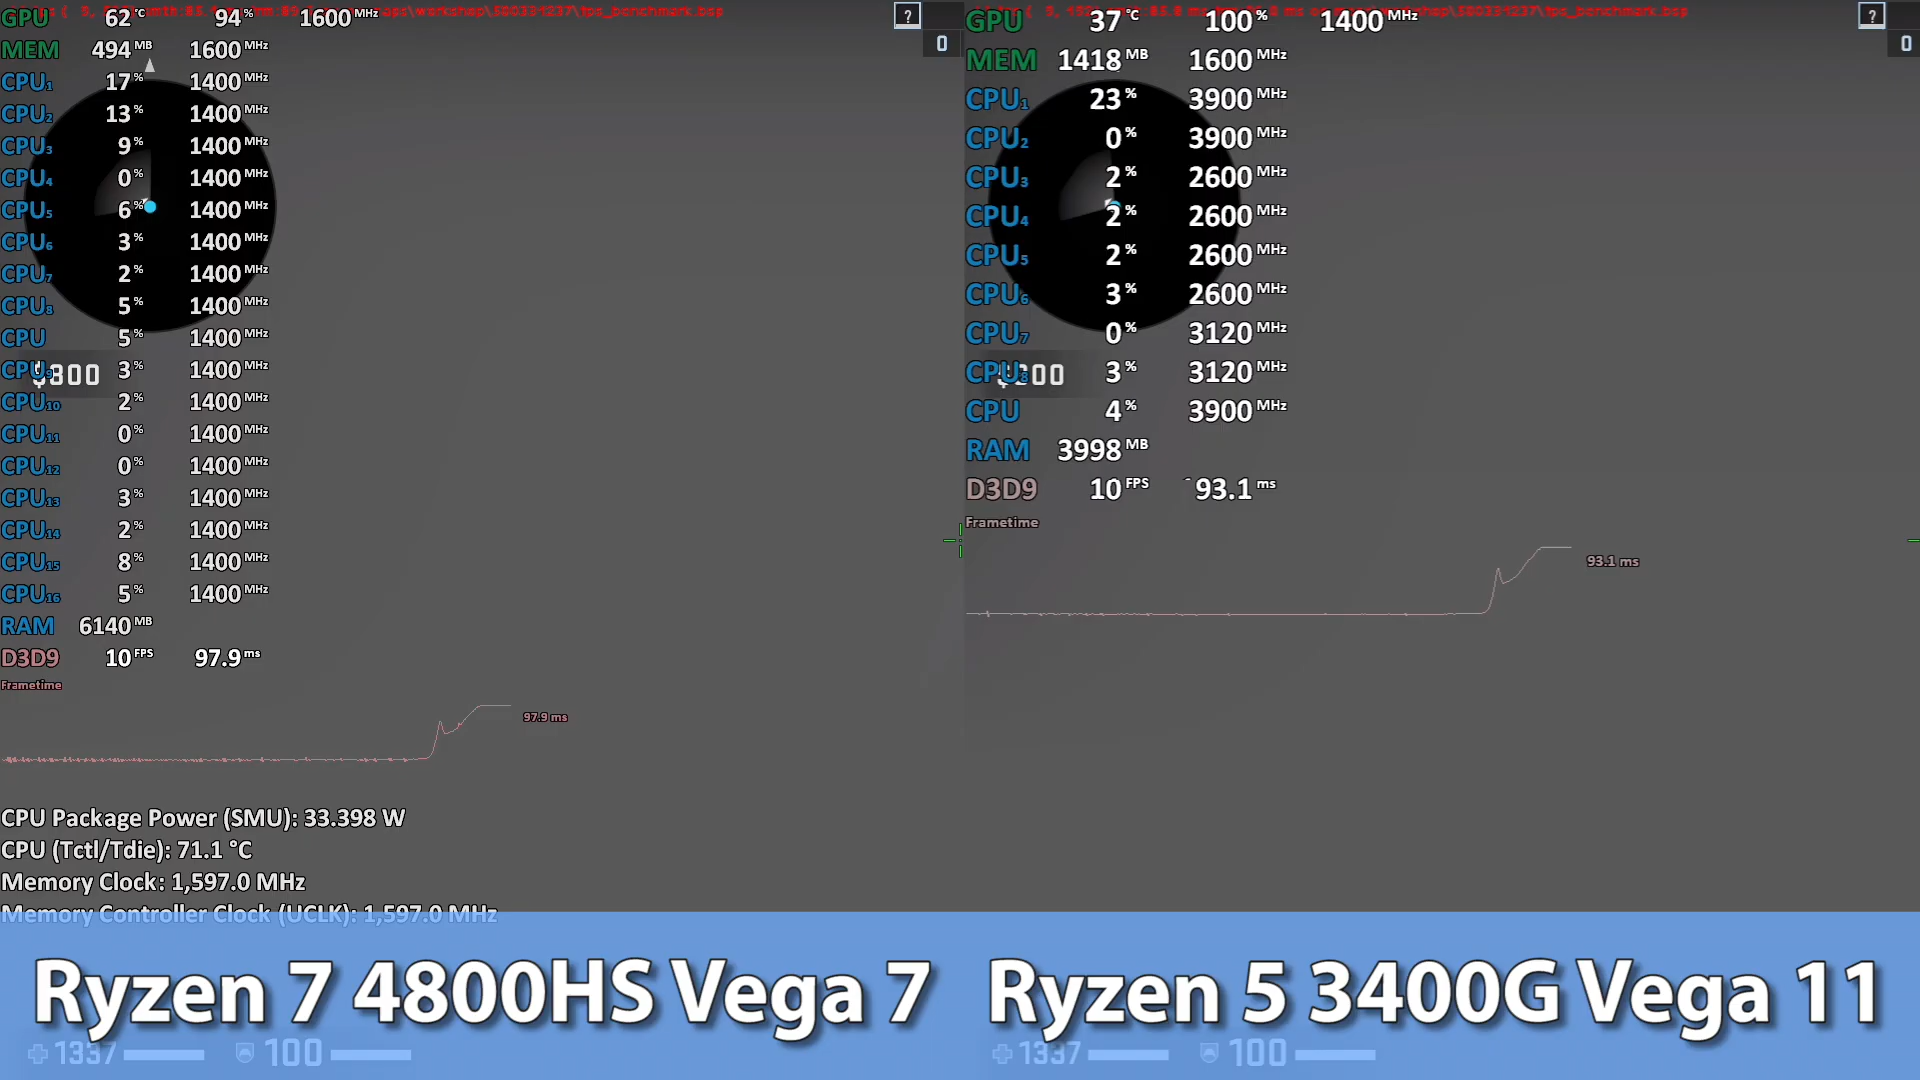 GPU 62 °C 94 % 1600 MHz
MEM 494 MB 1600 MHz
CPU1 17 % 1400 MHz
CPU2 13 % 1400 MHz
CPU3 9 % 1400 MHz
CPU4 0 % 1400 MHz
CPU5 6 % 1400 MHz
CPU6 3 % 1400 MHz
CPU7 2 % 1400 MHz
CPU8 5 % 1400 MHz
CPU 5 % 1400 MHz
CPU9 3 % 1400 MHz
$800
CPU10 2 % 1400 MHz
CPU11 0 % 1400 MHz
CPU12 0 % 1400 MHz
CPU13 3 % 1400 MHz
CPU14 2 % 1400 MHz
CPU15 8 % 1400 MHz
CPU16 5 % 1400 MHz
RAM 6140 MB
D3D9 10 FPS 97.9 ms
Frametime
97.9 ms
CPU Package Power (SMU): 33.398 W
CPU (Tctl/Tdie): 71.1 °C
Memory Clock: 1,597.0 MHz
Memory Controller Clock (UCLK): 1,597.0 MHz
?
0
Ryzen 7 4800HS Vega 7
1337 100
GPU 37 °C 100 % 1400 MHz
MEM 1418 MB 1600 MHz
CPU1 23 % 3900 MHz
CPU2 0 % 3900 MHz
CPU3 2 % 2600 MHz
CPU4 2 % 2600 MHz
CPU5 2 % 2600 MHz
CPU6 3 % 2600 MHz
CPU7 0 % 3120 MHz
CPU8 3 % 3120 MHz
CPU 4 % 3900 MHz
RAM 3998 MB
D3D9 10 FPS 93.1 ms
Frametime
93.1 ms
?
0
Ryzen 5 3400G Vega 11
1337 100